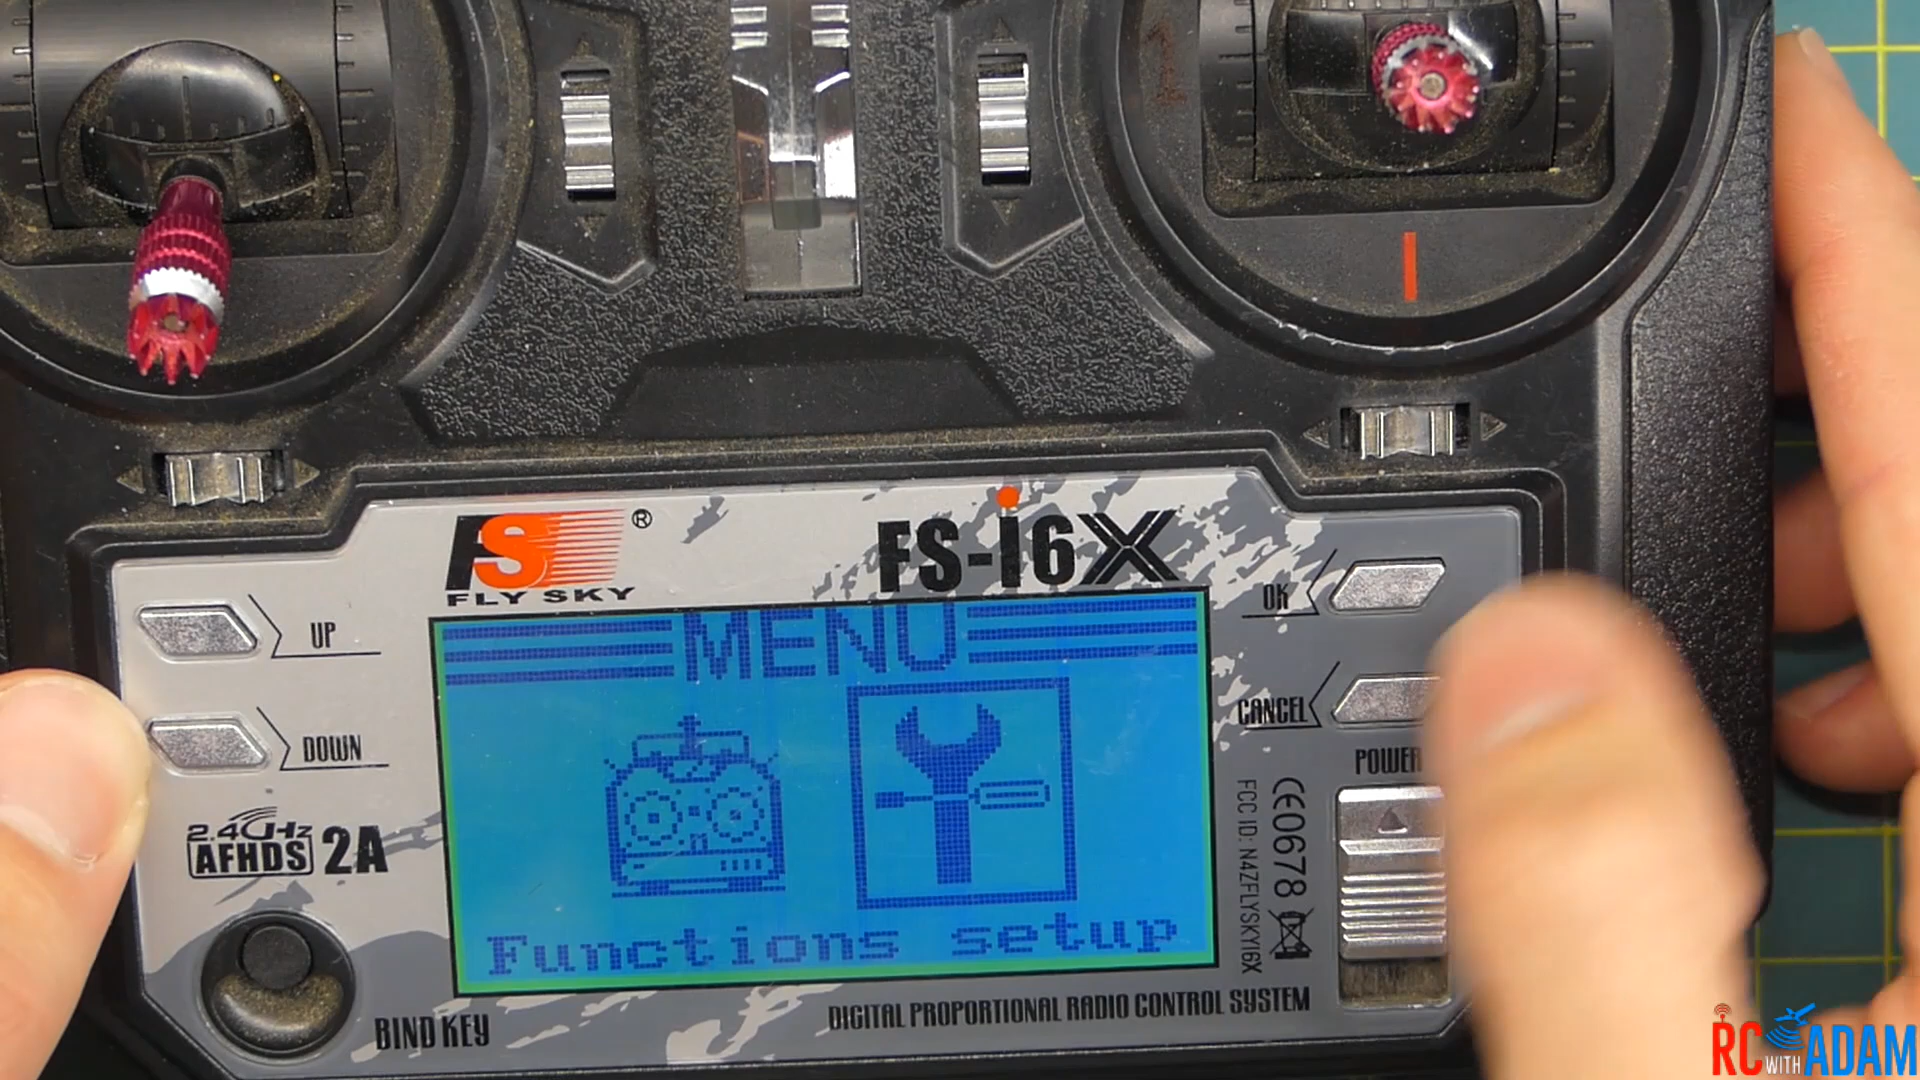 FS®
FLY SKY
FS-i6X
UP
OK
MENU
DOWN
CANCEL
POWER
2.4GHz
AFHDS 2A
CE0678
FCC ID: N4ZFLYSKYI6X
Functions setup
BIND KEY
DIGITAL PROPORTIONAL RADIO CONTROL SYSTEM
RC WITH ADAM